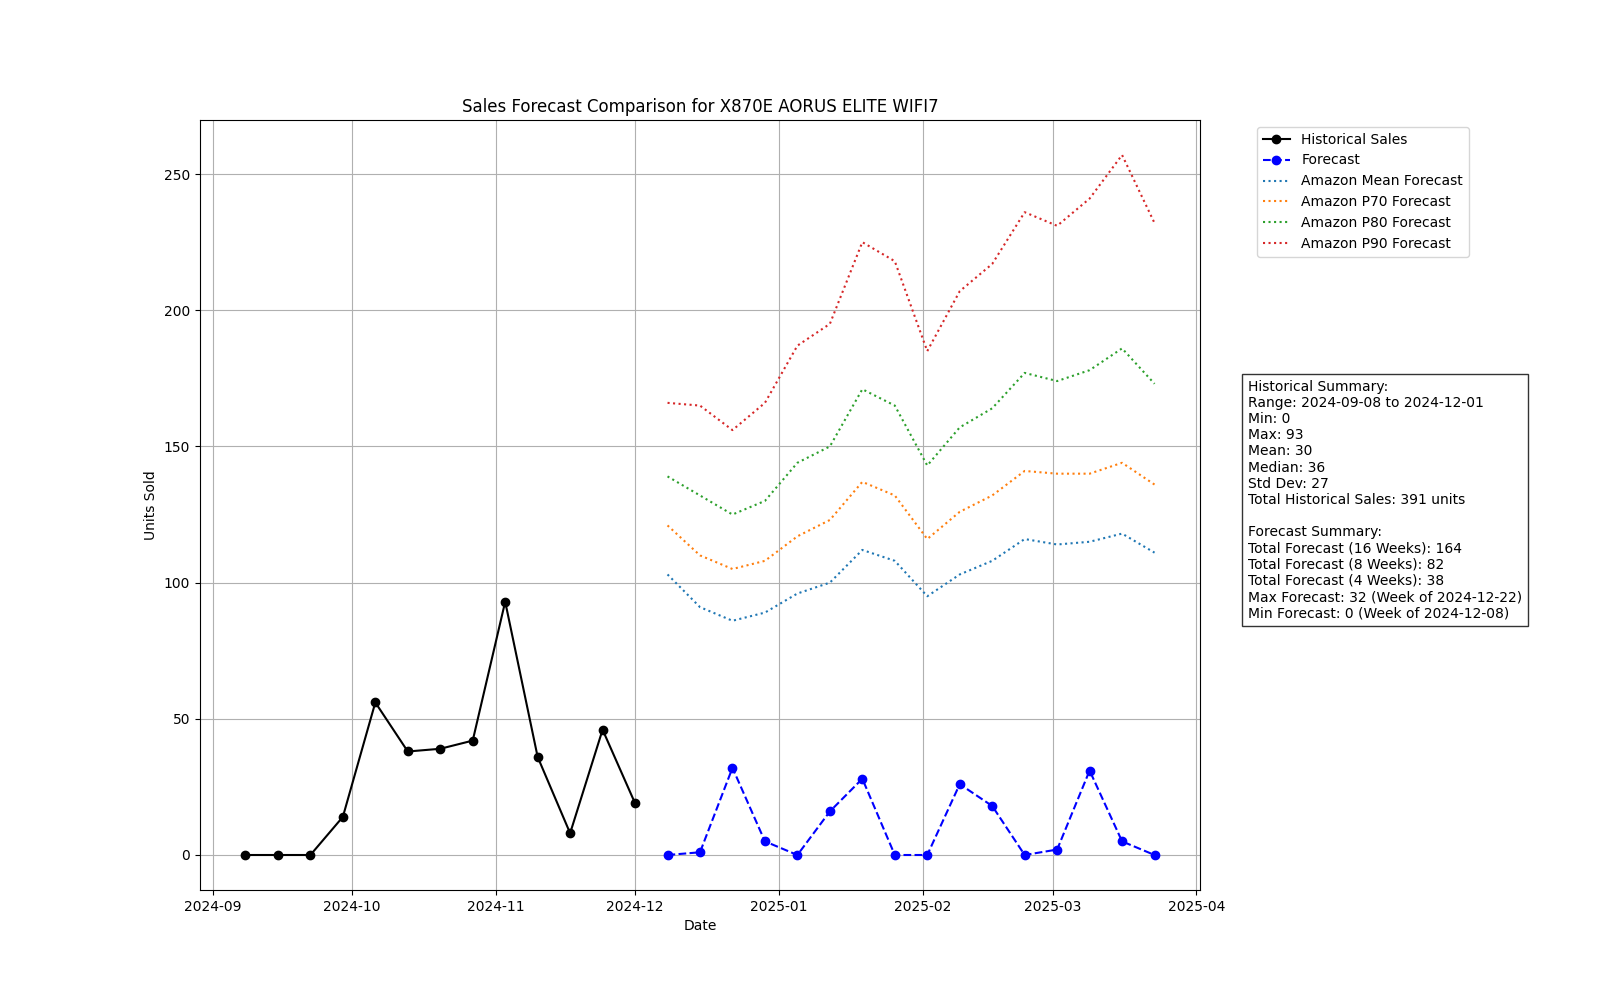 Sales Forecast Comparison for X870E AORUS ELITE WIFI7
Historical Sales
Forecast
Amazon Mean Forecast
Amazon P70 Forecast
Amazon P80 Forecast
Amazon P90 Forecast
250
200
150
100
50
0
Units Sold
2024-09
2024-10
2024-11
2024-12
2025-01
2025-02
2025-03
2025-04
Date
Historical Summary:
Range: 2024-09-08 to 2024-12-01
Min: 0
Max: 93
Mean: 30
Median: 36
Std Dev: 27
Total Historical Sales: 391 units
Forecast Summary:
Total Forecast (16 Weeks): 164
Total Forecast (8 Weeks): 82
Total Forecast (4 Weeks): 38
Max Forecast: 32 (Week of 2024-12-22)
Min Forecast: 0 (Week of 2024-12-08)